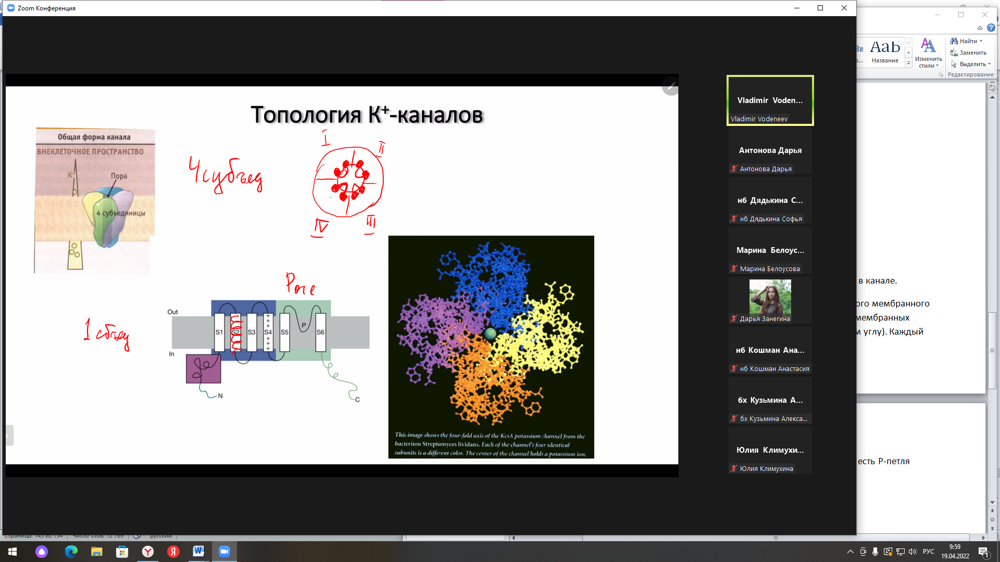 Zoom Конференция
Найти
Заменить
Выделить
Редактирование
АаБ
Название
Изменить
стили
Топология К⁺-каналов
Общая форма канала
ВНЕКЛЕТОЧНОЕ ПРОСТРАНСТВО
K⁺
Пора
4 субъединицы
4 субъед
I
II
III
IV
Pore
1 субъед
Out
In
S1
S2
S3
S4
S5
P
S6
N
C
This image shows the four-fold axis of the KcsA potassium channel from the
bacterium Streptomyces lividans. Each of the channel's four identical
subunits is a different color. The center of the channel holds a potassium ion,
Vladimir Voden...
Vladimir Vodeneev
Антонова Дарья
Антонова Дарья
нб Дядькина С...
нб Дядькина Софья
Марина Белоус...
Марина Белоусова
Дарья Занегина
нб Кошман Ана...
нб Кошман Анастасия
бх Кузьмина А...
бх Кузьмина Алекса...
Юлия Климухи...
Юлия Климухина
в канале.
ого мембранного
мембранных
м углу). Каждый
есть P-петля
Страница: 145 из 154
Число слов: 12 769
русский
РУС
9:59
19.04.2022
1